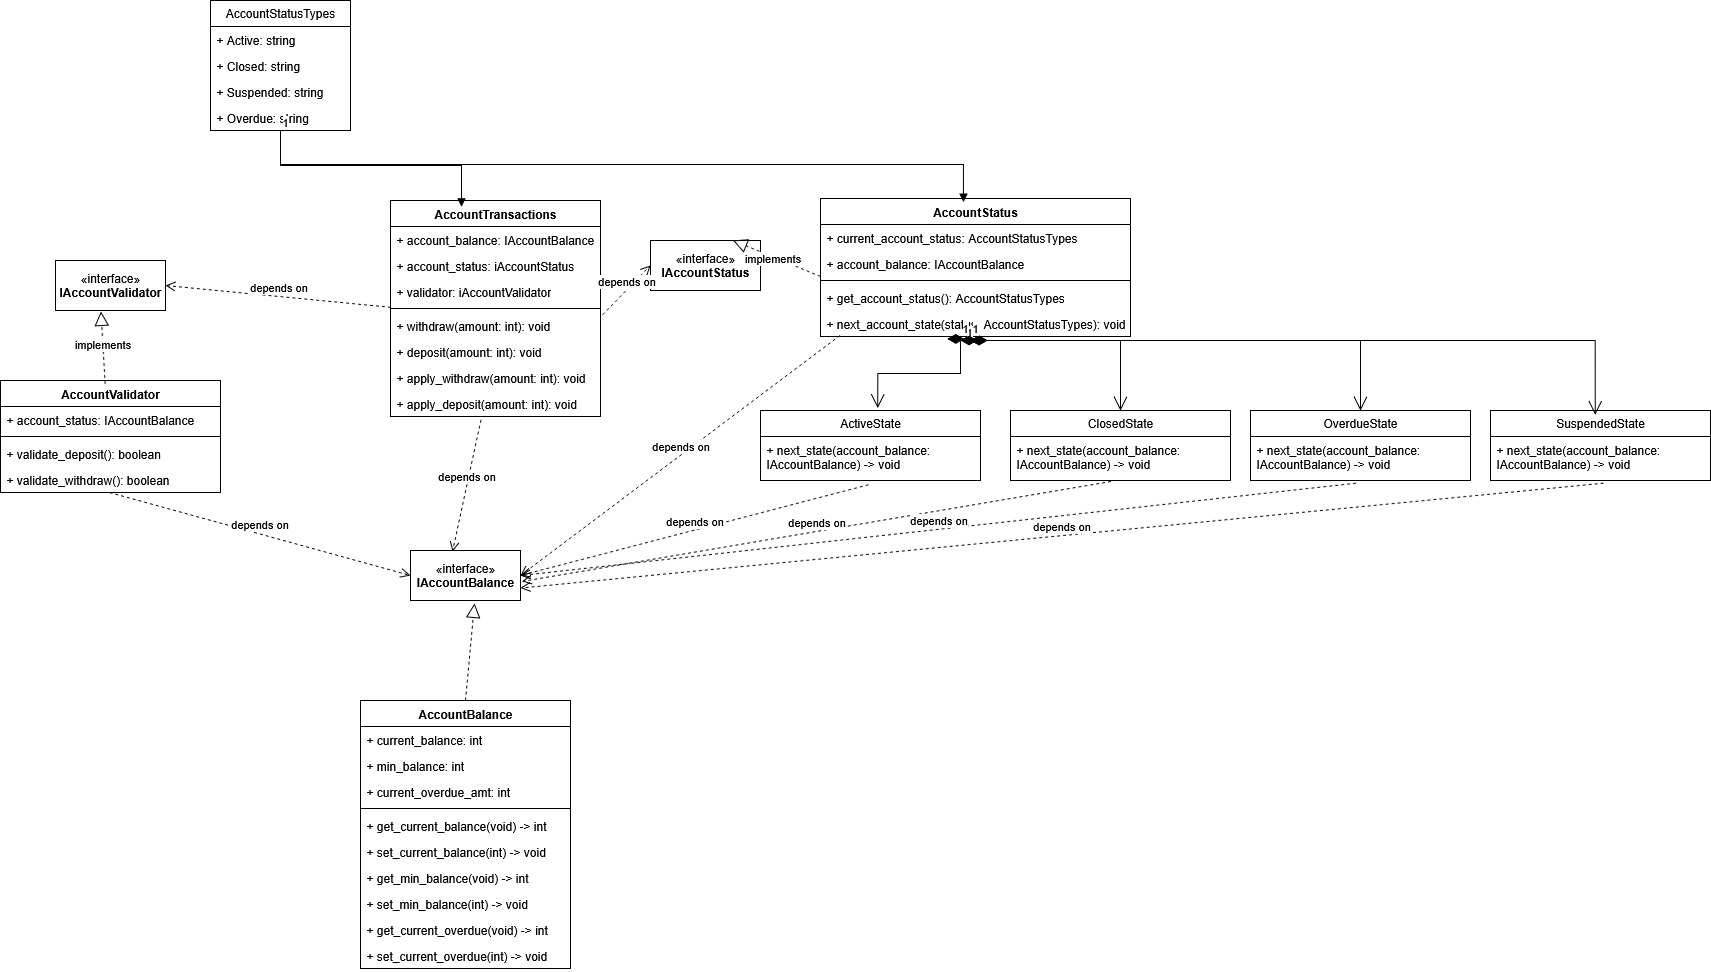 AccountStatusTypes
+ Active: string
+ Closed: string
+ Suspended: string
+ Overdue: string
1
AccountTransactions
+ account_balance: IAccountBalance
+ account_status: iAccountStatus
+ validator: iAccountValidator
+ withdraw(amount: int): void
+ deposit(amount: int): void
+ apply_withdraw(amount: int): void
+ apply_deposit(amount: int): void
«interface»
IAccountStatus
implements
depends on
AccountStatus
+ current_account_status: AccountStatusTypes
+ account_balance: IAccountBalance
+ get_account_status(): AccountStatusTypes
+ next_account_state( AccountStatusTypes): void
1
1
«interface»
IAccountValidator
depends on
implements
AccountValidator
+ account_status: IAccountBalance
+ validate_deposit(): boolean
+ validate_withdraw(): boolean
ActiveState
+ next_state(account_balance:
IAccountBalance) -> void
ClosedState
+ next_state(account_balance:
IAccountBalance) -> void
OverdueState
+ next_state(account_balance:
IAccountBalance) -> void
SuspendedState
+ next_state(account_balance:
IAccountBalance) -> void
depends on
depends on
depends on
depends on
depends on
depends on
depends on
«interface»
IAccountBalance
AccountBalance
+ current_balance: int
+ min_balance: int
+ current_overdue_amt: int
+ get_current_balance(void) -> int
+ set_current_balance(int) -> void
+ get_min_balance(void) -> int
+ set_min_balance(int) -> void
+ get_current_overdue(void) -> int
+ set_current_overdue(int) -> void